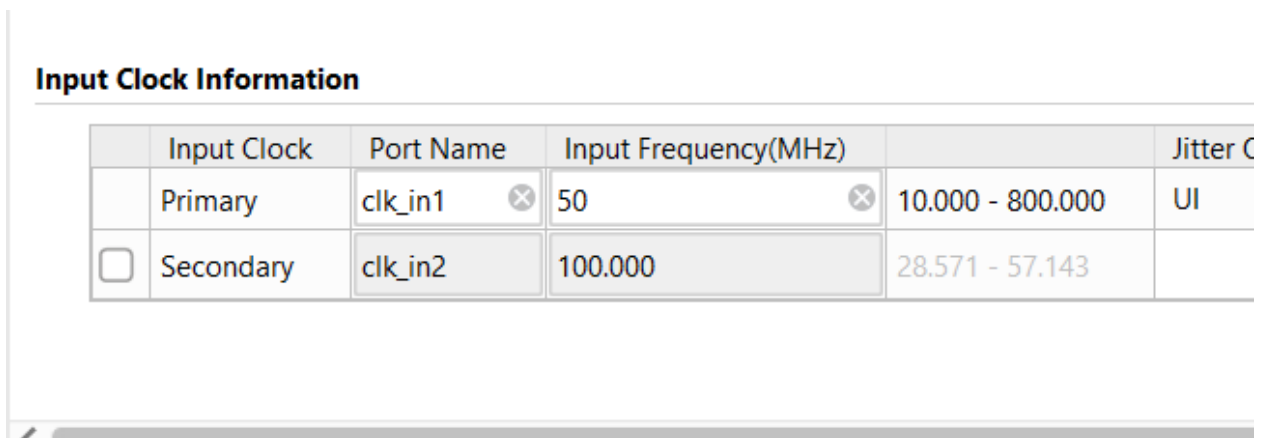 Input Clock Information
Input Clock Port Name Input Frequency(MHz) Jitter
Primary clk_in1 50 10.000 - 800.000 UI
Secondary clk_in2 100.000 28.571 - 57.143